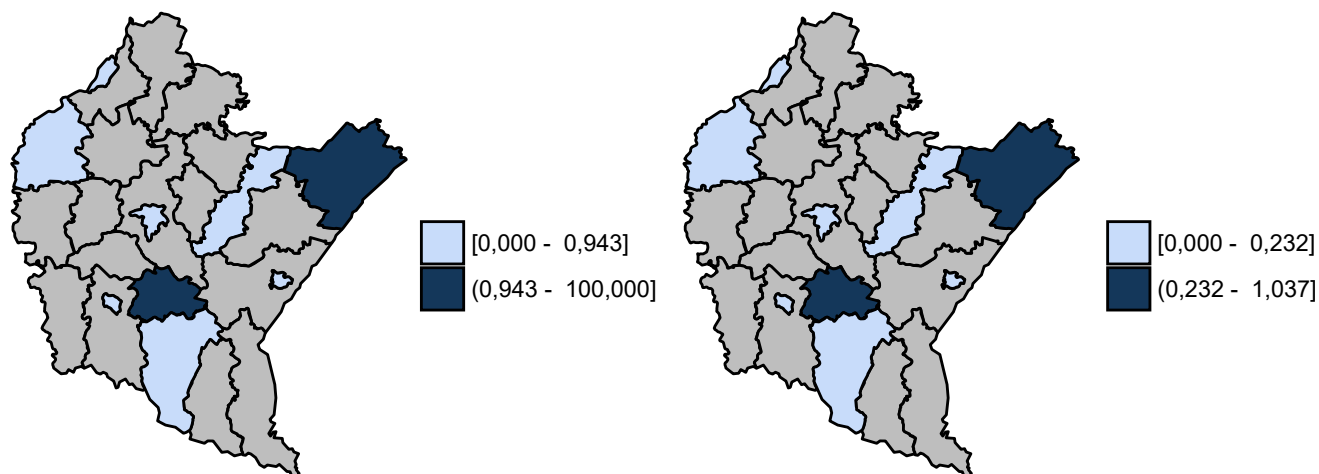 [0,000 - 0,943]
(0,943 - 100,000]
[0,000 - 0,232]
(0,232 - 1,037]